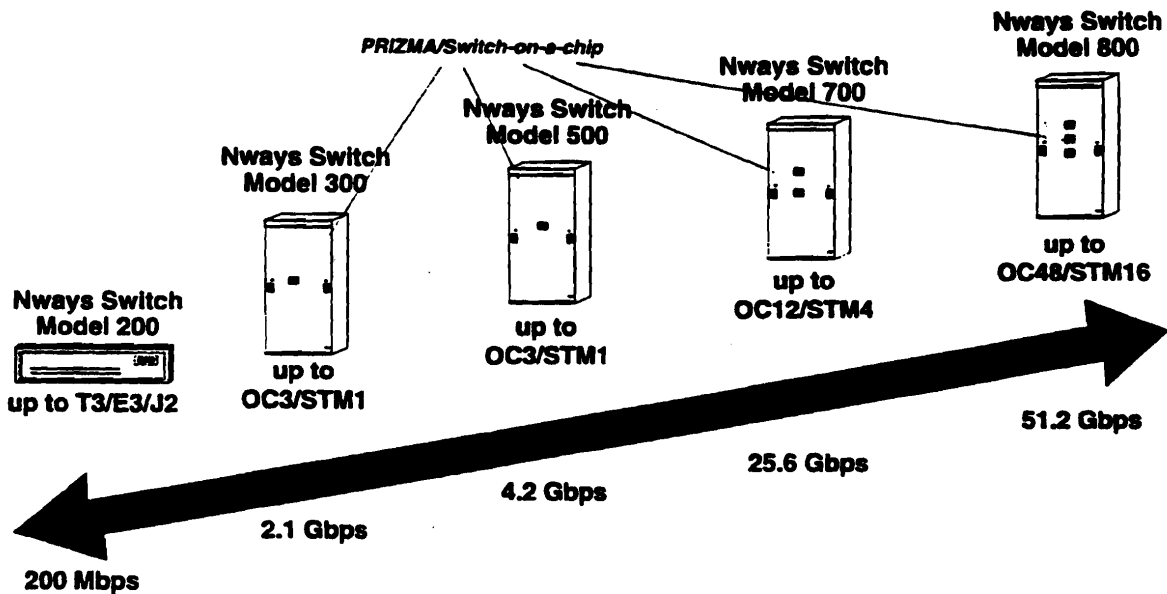 PRIZMA/Switch-on-a-chip
Nways Switch
Model 200
up to T3/E3/J2
200 Mbps
Nways Switch
Model 300
up to
OC3/STM1
2.1 Gbps
Nways Switch
Model 500
up to
OC3/STM1
4.2 Gbps
Nways Switch
Model 700
up to
OC12/STM4
25.6 Gbps
Nways Switch
Model 800
up to
OC48/STM16
51.2 Gbps